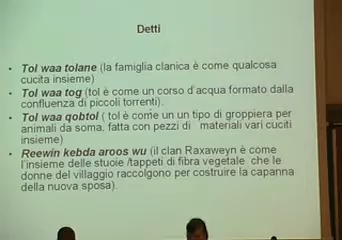 Detti
• Tol waa tolane (la famiglia clanica è come qualcosa
cucita insieme)
• Tol waa tog (tol è come un corso d'acqua formato dalla
confluenza di piccoli torrenti).
• Tol waa qobtol ( tol è come un un tipo di groppiera per
animali da soma, fatta con pezzi di materiali vari cuciti
insieme)
• Reewin kebda aroos wu (il clan Raxaweyn è come
l'insieme delle stuoie /tappeti di fibra vegetale che le
donne del villaggio raccolgono per costruire la capanna
della nuova sposa).